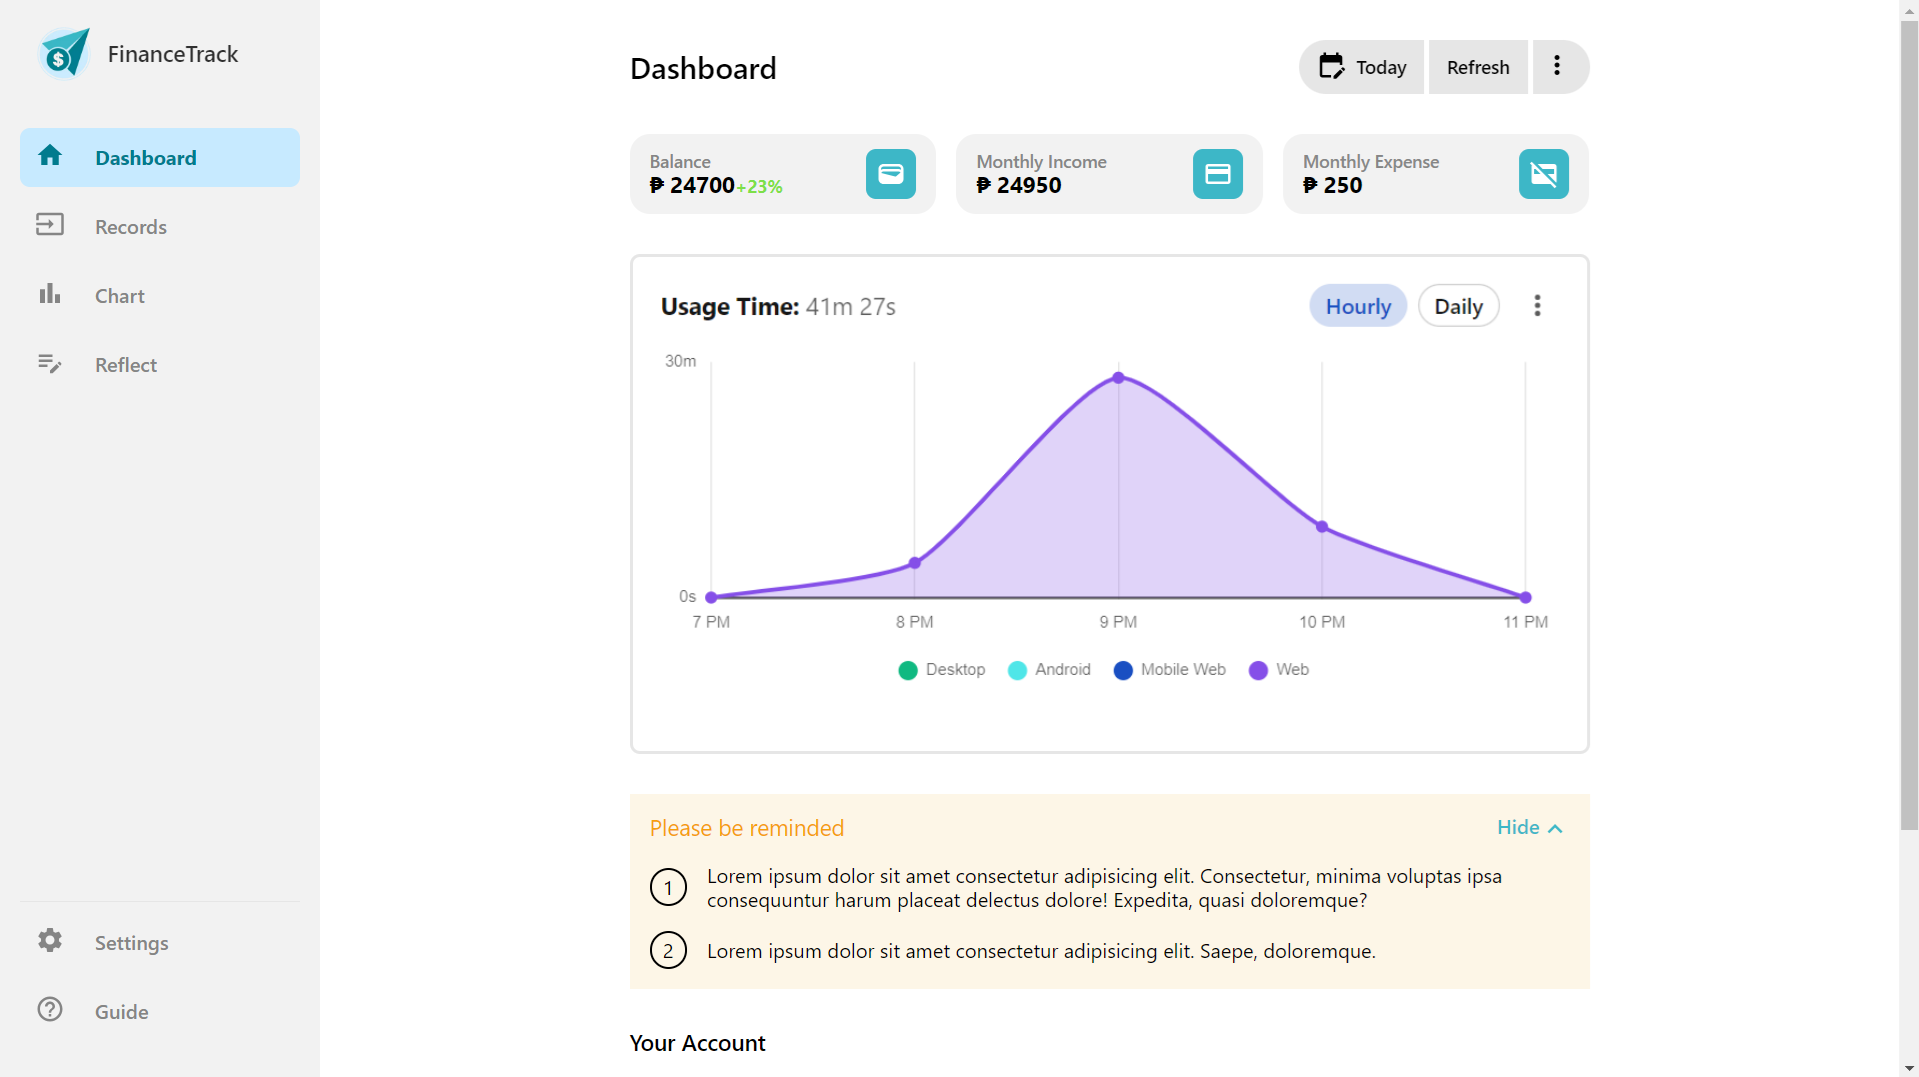 FinanceTrack
Dashboard
Records
Chart
Reflect
Settings
Guide
Dashboard
Today
Refresh
Balance
₱ 24700+23%
Monthly Income
₱ 24950
Monthly Expense
₱ 250
Usage Time: 41m 27s
Hourly
Daily
30m
0s
7 PM
8 PM
9 PM
10 PM
11 PM
Desktop
Android
Mobile Web
Web
Please be reminded
Hide
1
Lorem ipsum dolor sit amet consectetur adipisicing elit. Consectetur, minima voluptas ipsa
consequuntur harum placeat delectus dolore! Expedita, quasi doloremque?
2
Lorem ipsum dolor sit amet consectetur adipisicing elit. Saepe, doloremque.
Your Account